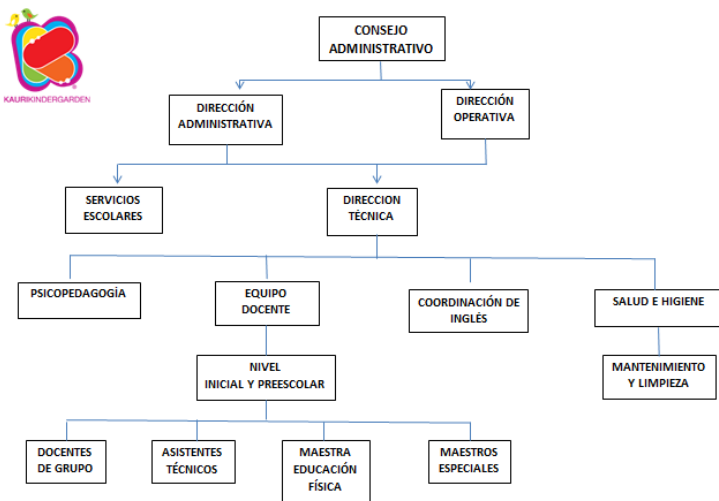 CONSEJO
ADMINISTRATIVO
KAURIKINDERGARDEN
DIRECCIÓN
ADMINISTRATIVA
DIRECCIÓN
OPERATIVA
SERVICIOS
ESCOLARES
DIRECCION
TÉCNICA
PSICOPEDAGOGÍA
EQUIPO
DOCENTE
COORDINACIÓN DE
INGLÉS
SALUD E HIGIENE
NIVEL
INICIAL Y PREESCOLAR
MANTENIMIENTO
Y LIMPIEZA
DOCENTES
DE GRUPO
ASISTENTES
TÉCNICOS
MAESTRA
EDUCACIÓN
FÍSICA
MAESTROS
ESPECIALES